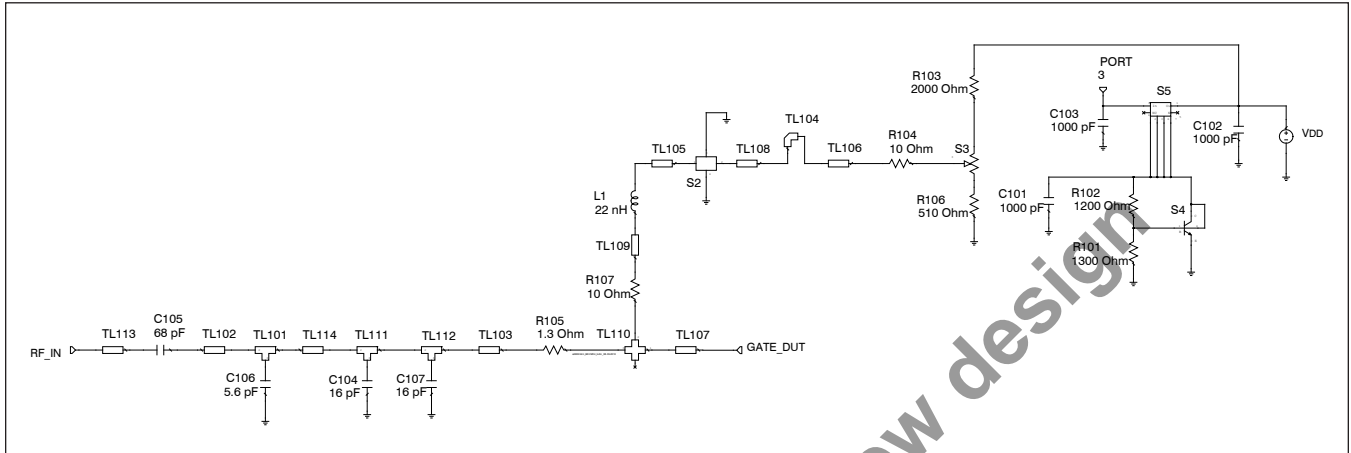 R103
2000 Ohm
PORT
3
S5
C103
1000 pF
C102
1000 pF
VDD
TL105
S2
TL108
TL104
TL106
R104
10 Ohm
S3
R106
510 Ohm
C101
1000 pF
R102
1200 Ohm
S4
R101
1300 Ohm
L1
22 nH
TL109
R107
10 Ohm
RF_IN
TL113
C105
68 pF
TL102
TL101
TL114
TL111
TL112
TL103
R105
1.3 Ohm
TL110
TL107
GATE_DUT
C106
5.6 pF
C104
16 pF
C107
16 pF
ew design